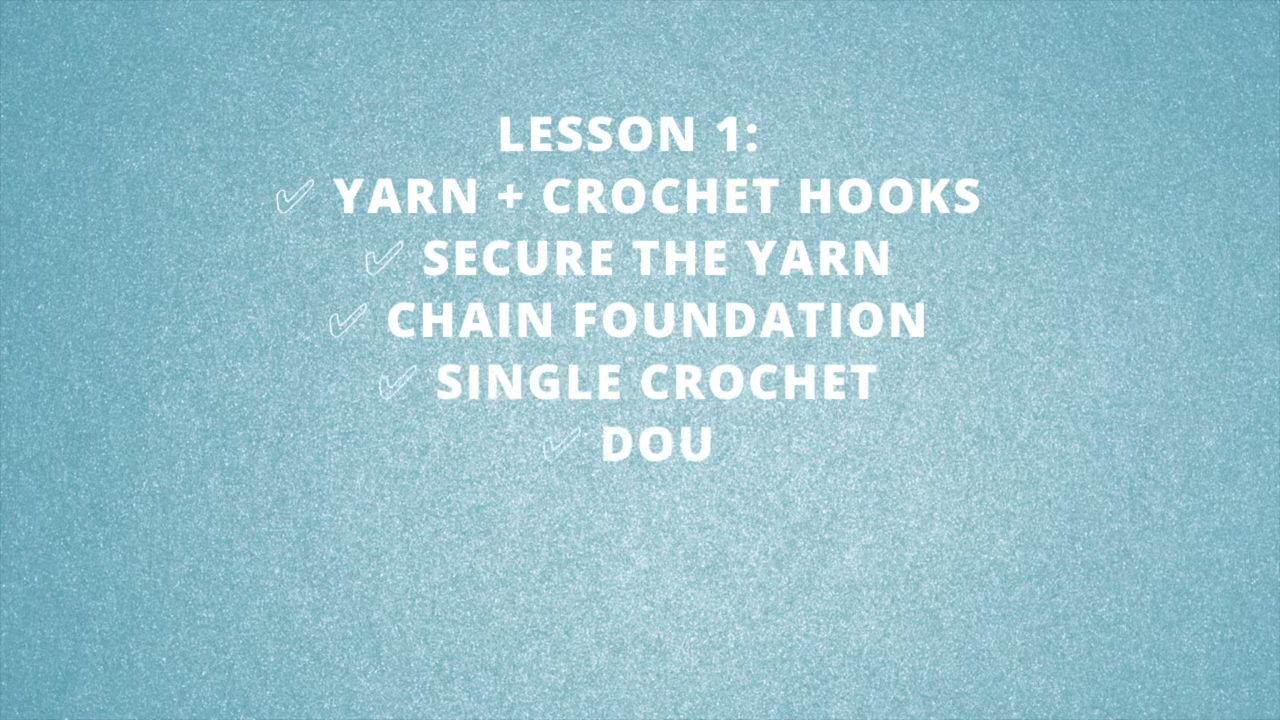 LESSON 1:
✅ YARN + CROCHET HOOKS
✅ SECURE THE YARN
✅ CHAIN FOUNDATION
✅ SINGLE CROCHET
✅ DOU